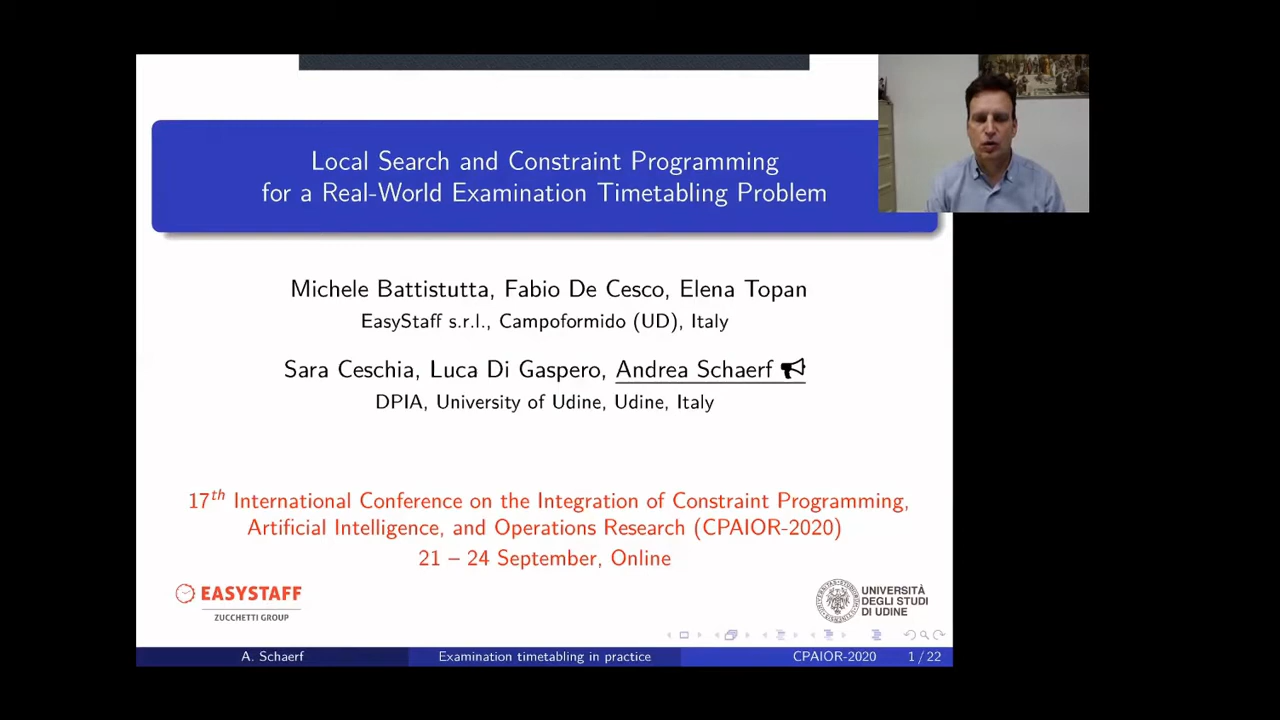 Local Search and Constraint Programming
for a Real-World Examination Timetabling Problem
Michele Battistutta, Fabio De Cesco, Elena Topan
EasyStaff s.r.l., Campoformido (UD), Italy
Sara Ceschia, Luca Di Gaspero, Andrea Schaerf
DPIA, University of Udine, Udine, Italy
17th International Conference on the Integration of Constraint Programming,
Artificial Intelligence, and Operations Research (CPAIOR-2020)
21 – 24 September, Online
EASYSTAFF
ZUCCHETTI GROUP
UNIVERSITÀ
DEGLI STUDI
DI UDINE
A. Schaerf
Examination timetabling in practice
CPAIOR-2020
1 / 22